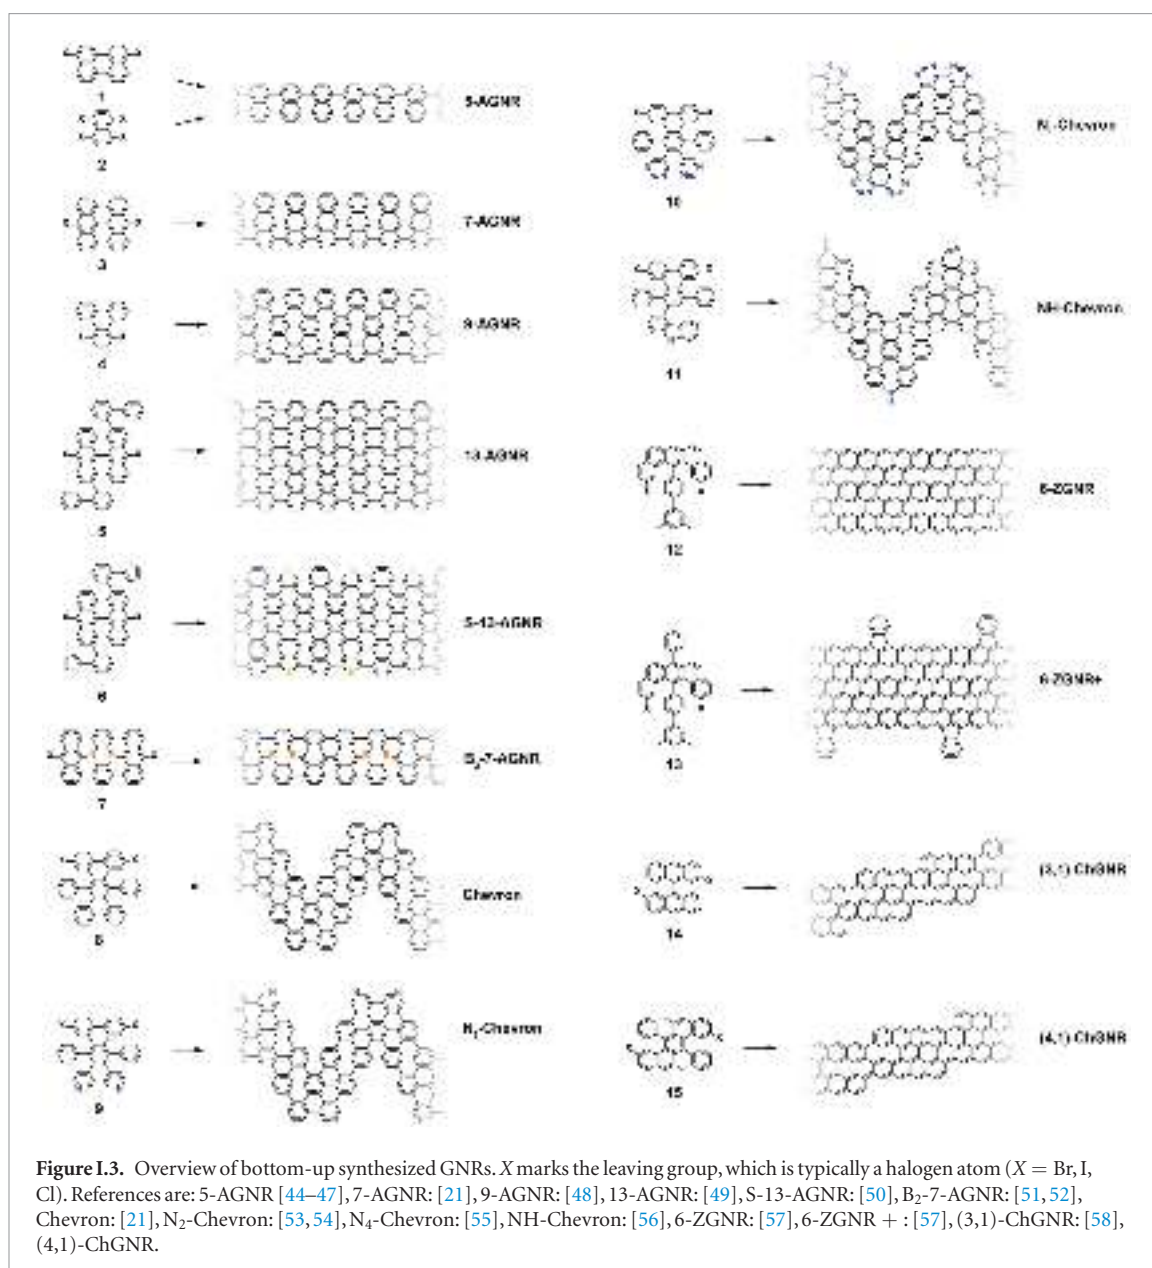 1
5-AGNR
2
3
7-AGNR
4
9-AGNR
5
13-AGNR
6
S-13-AGNR
7
B₂-7-AGNR
8
Chevron
9
N₂-Chevron
10
-Chevron
11
NH-Chevron
12
6-ZGNR
13
6-ZGNR+
14
(3,1) ChGNR
15
(4,1) ChGNR
Figure I.3. Overview of bottom-up synthesized GNRs. X marks the leaving group, which is typically a halogen atom (X = Br, I,
Cl). References are: 5-AGNR [44–47], 7-AGNR: [21], 9-AGNR: [48], 13-AGNR: [49], S-13-AGNR: [50], B₂-7-AGNR: [51, 52],
Chevron: [21], N₂-Chevron: [53, 54], N₄-Chevron: [55], NH-Chevron: [56], 6-ZGNR: [57], 6-ZGNR + : [57], (3,1)-ChGNR: [58],
(4,1)-ChGNR.